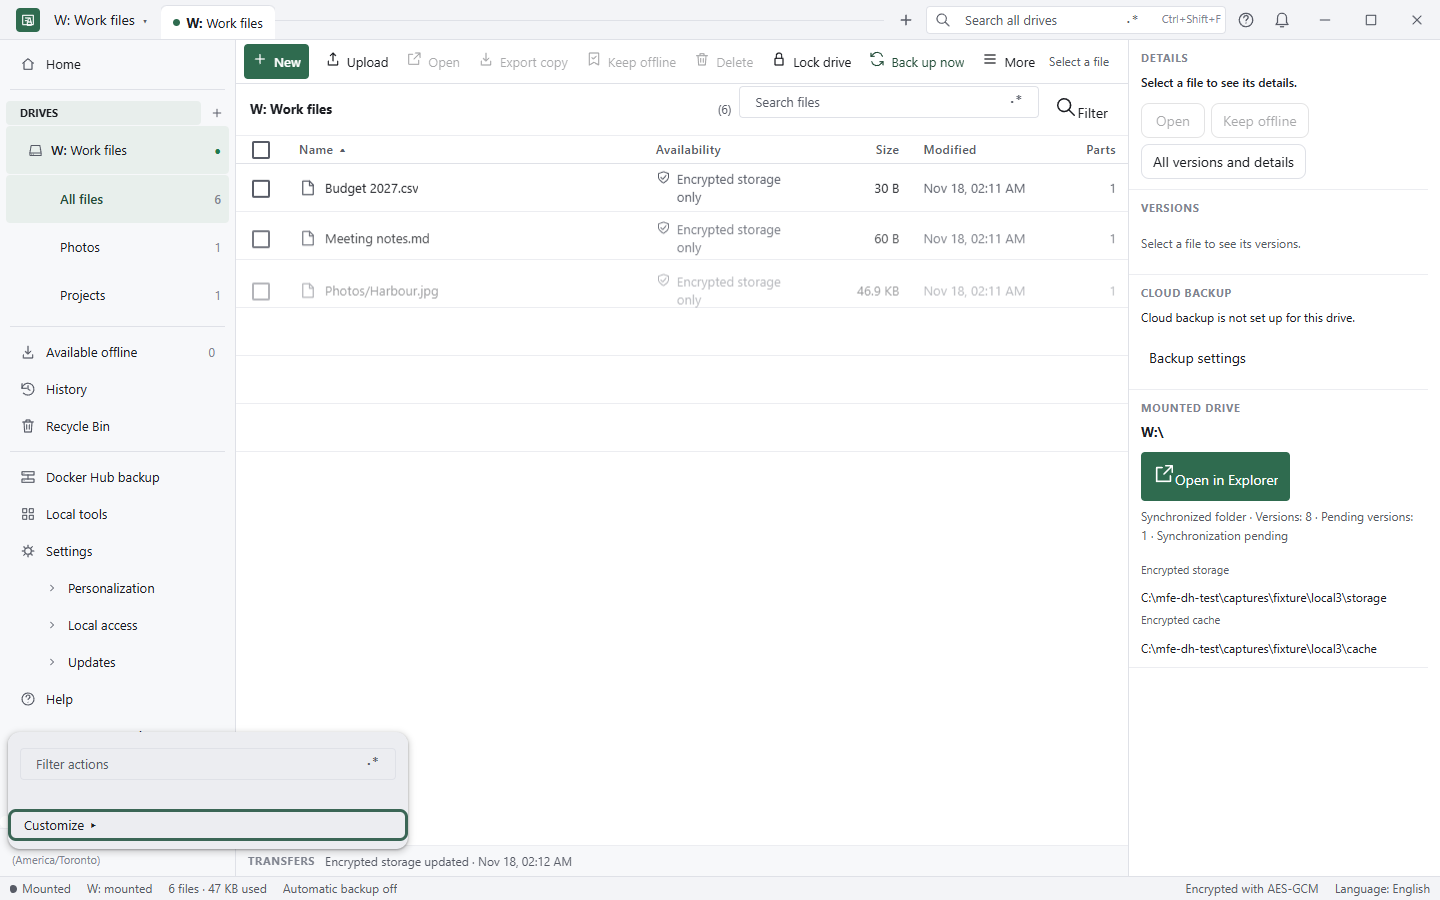 W: Work files
W: Work files
Search all drives .* Ctrl+Shift+F
Home
DRIVES
W: Work files
All files 6
Photos 1
Projects 1
Available offline 0
History
Recycle Bin
Docker Hub backup
Local tools
Settings
Personalization
Local access
Updates
Help
Filter actions .*
Customize
(America/Toronto)
New Upload Open Export copy Keep offline Delete Lock drive Back up now More Select a file
W: Work files (6) Search files .* Filter
Name Availability Size Modified Parts
Budget 2027.csv Encrypted storage only 30 B Nov 18, 02:11 AM 1
Meeting notes.md Encrypted storage only 60 B Nov 18, 02:11 AM 1
Photos/Harbour.jpg Encrypted storage only 46.9 KB Nov 18, 02:11 AM 1
TRANSFERS Encrypted storage updated · Nov 18, 02:12 AM
DETAILS
Select a file to see its details.
Open Keep offline
All versions and details
VERSIONS
Select a file to see its versions.
CLOUD BACKUP
Cloud backup is not set up for this drive.
Backup settings
MOUNTED DRIVE
W:\
Open in Explorer
Synchronized folder · Versions: 8 · Pending versions:
1 · Synchronization pending
Encrypted storage
C:\mfe-dh-test\captures\fixture\local3\storage
Encrypted cache
C:\mfe-dh-test\captures\fixture\local3\cache
Mounted W: mounted 6 files · 47 KB used Automatic backup off Encrypted with AES-GCM Language: English